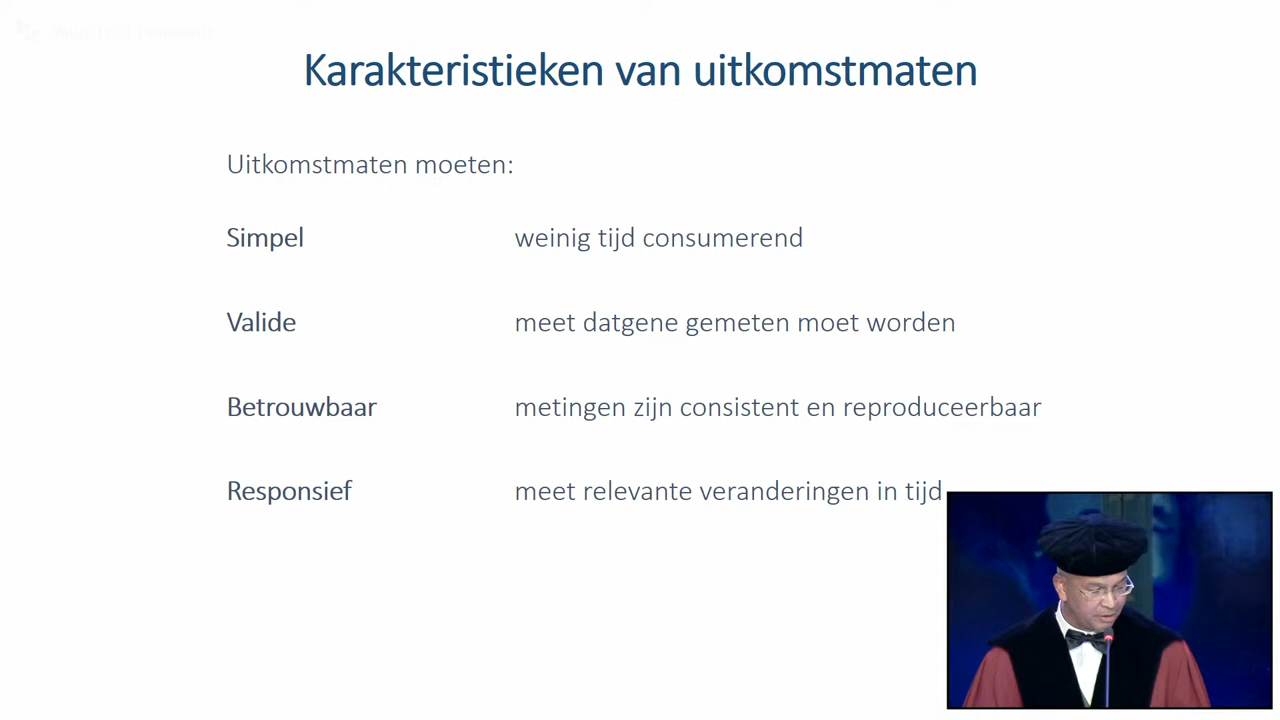 Karakteristieken van uitkomstmaten
Uitkomstmaten moeten:
Simpel weinig tijd consumerend
Valide meet datgene gemeten moet worden
Betrouwbaar metingen zijn consistent en reproduceerbaar
Responsief meet relevante veranderingen in tijd